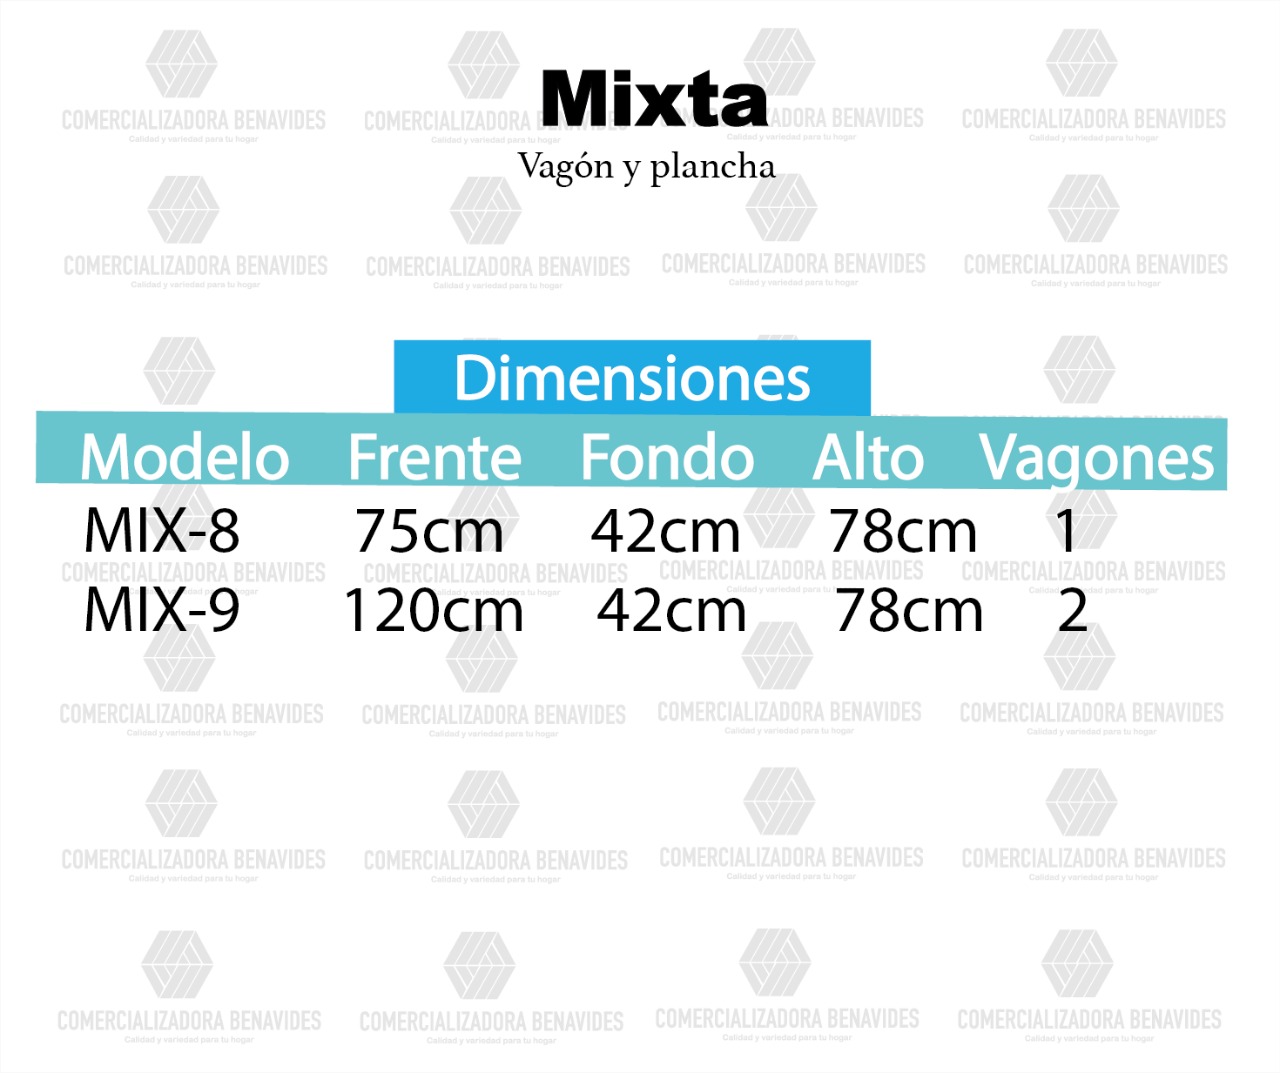 Mixta
Vagón y plancha
Dimensiones
Modelo Frente Fondo Alto Vagones
MIX-8 75cm 42cm 78cm 1
MIX-9 120cm 42cm 78cm 2
COMERCIALIZADORA BENAVIDES
Calidad y variedad para tu hogar